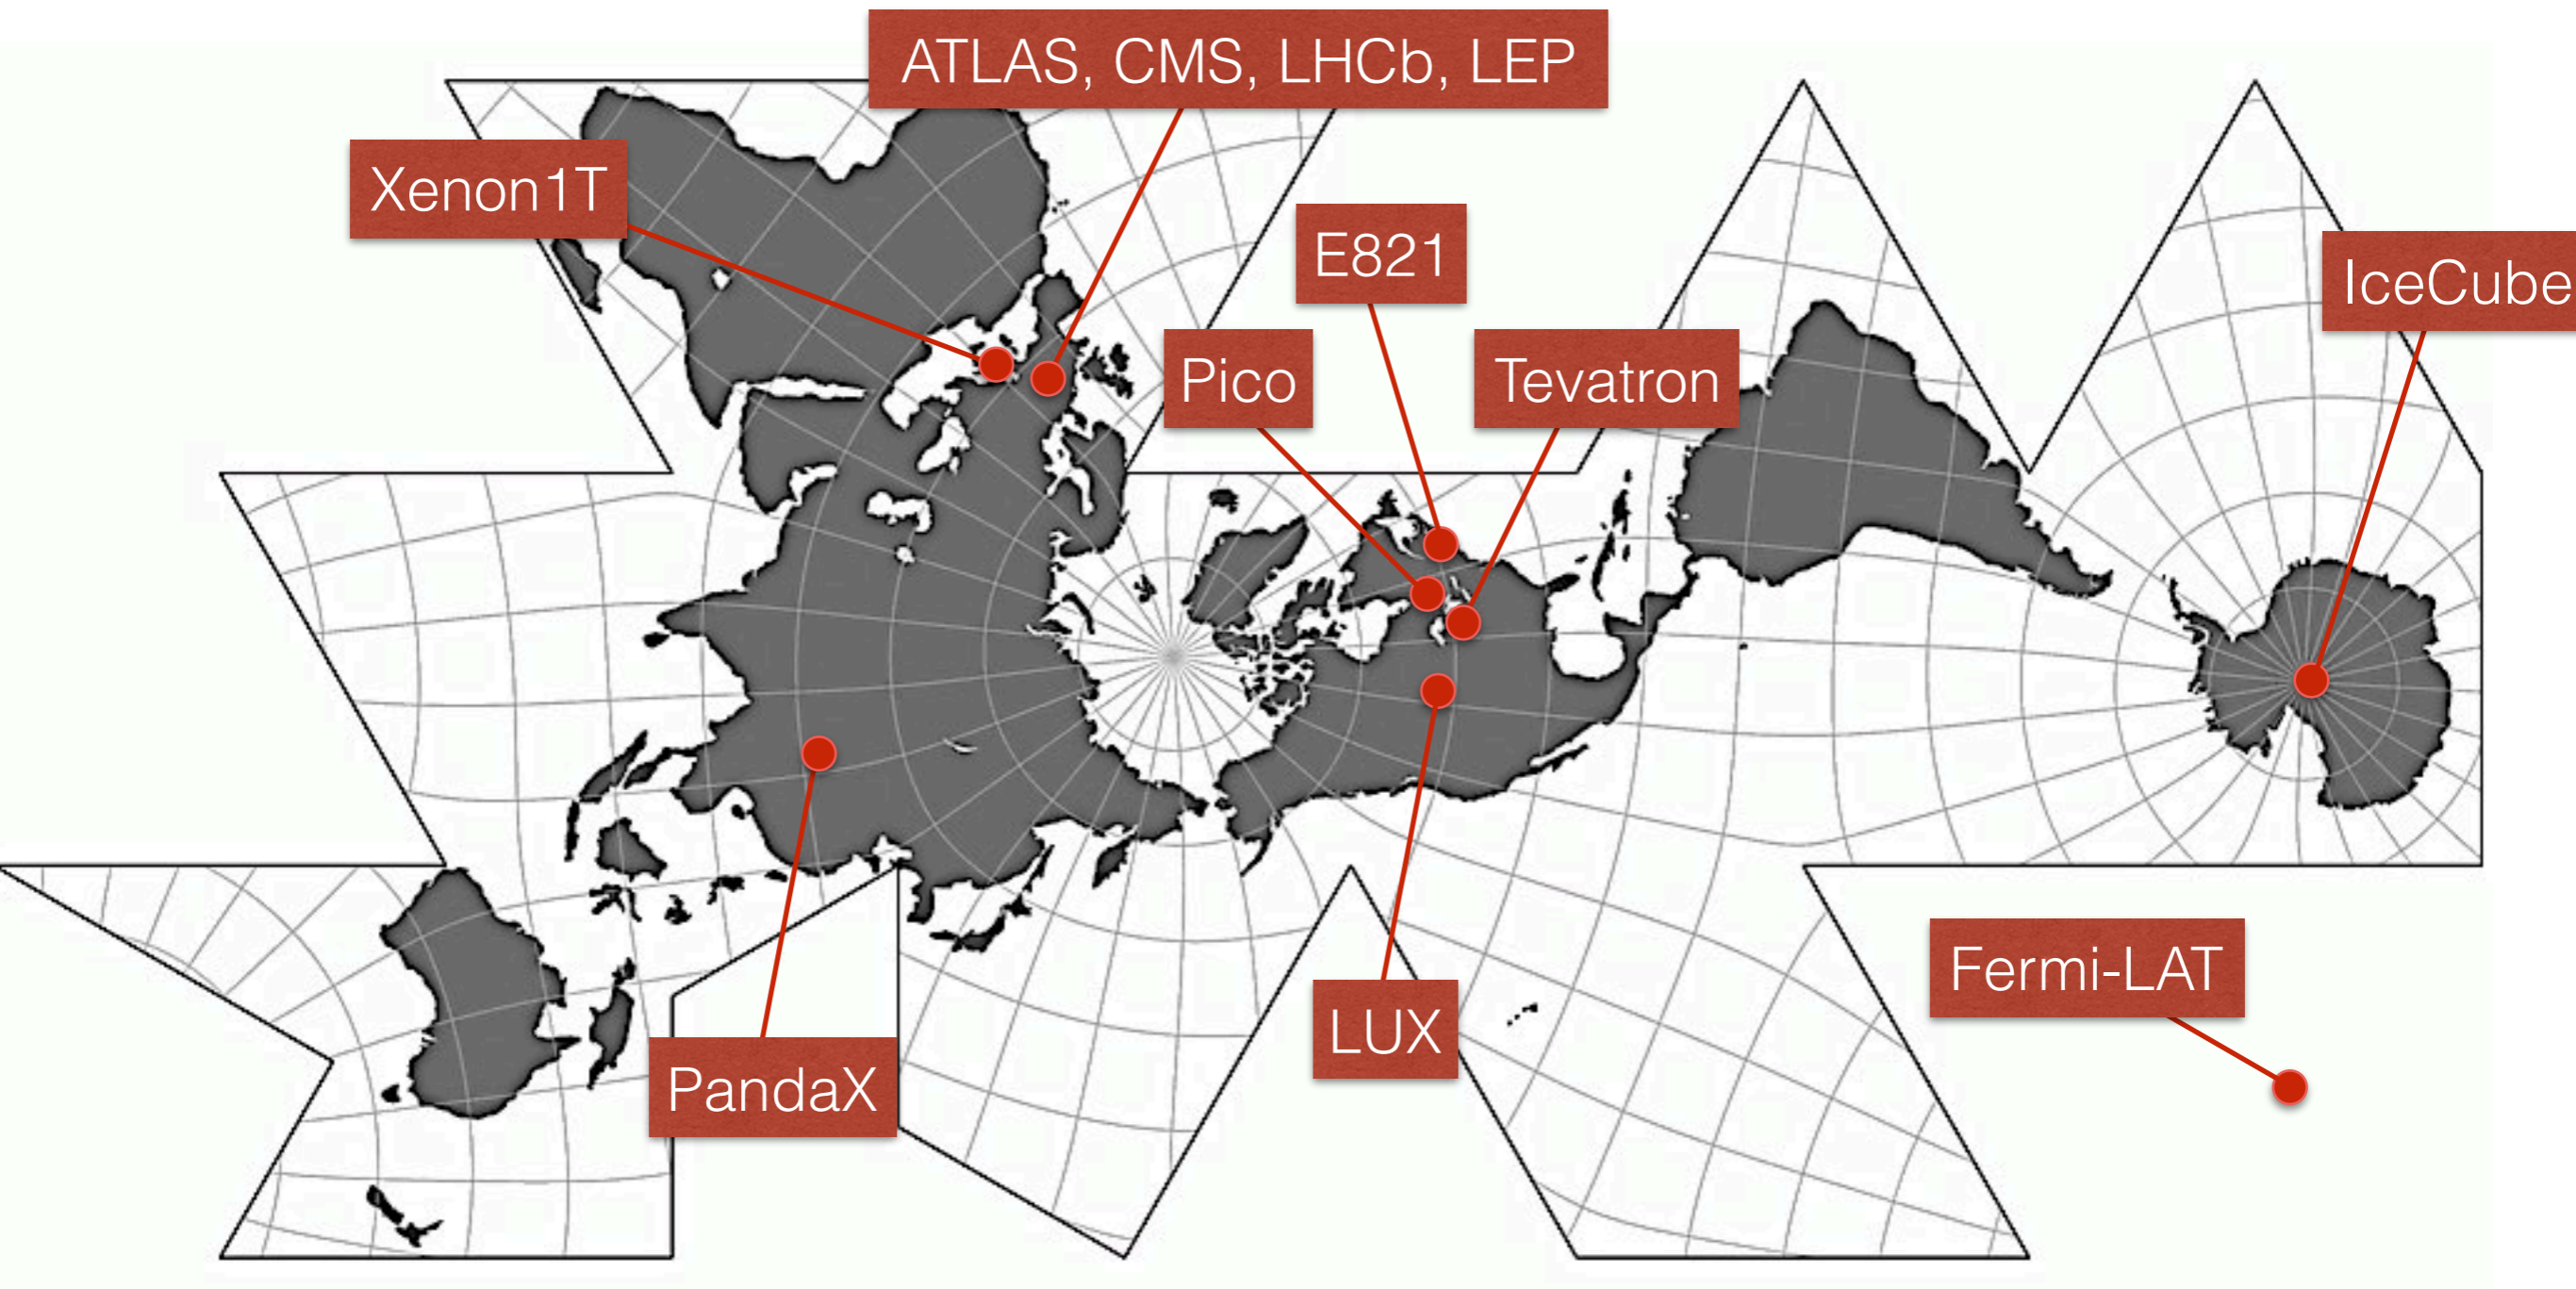 ATLAS, CMS, LHCb, LEP
Xenon1T
E821
IceCube
Pico
Tevatron
Fermi-LAT
LUX
PandaX